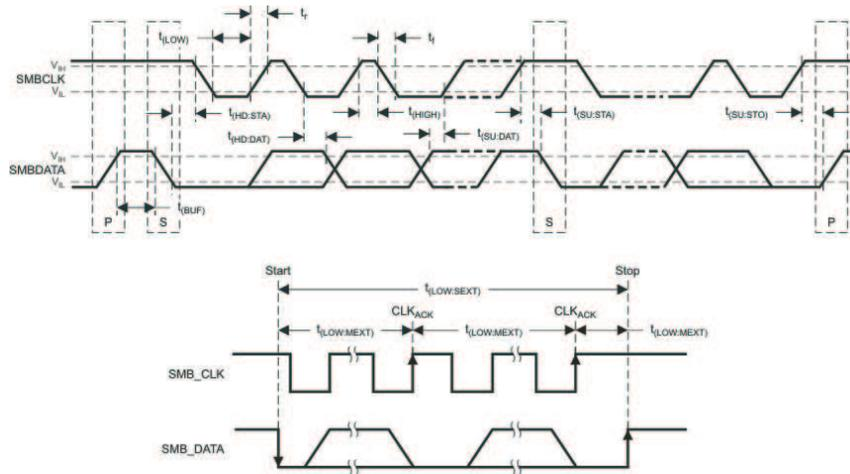 t(LOW)
tr
tf
VIH
SMBCLK
VIL
t(HD:STA)
t(HIGH)
t(SU:STA)
t(SU:STO)
t(HD:DAT)
t(SU:DAT)
VIH
SMBDATA
VIL
t(BUF)
P
S
S
P
Start
Stop
t(LOW:SEXT)
CLKACK
CLKACK
t(LOW:MEXT)
t(LOW:MEXT)
t(LOW:MEXT)
SMB_CLK
SMB_DATA